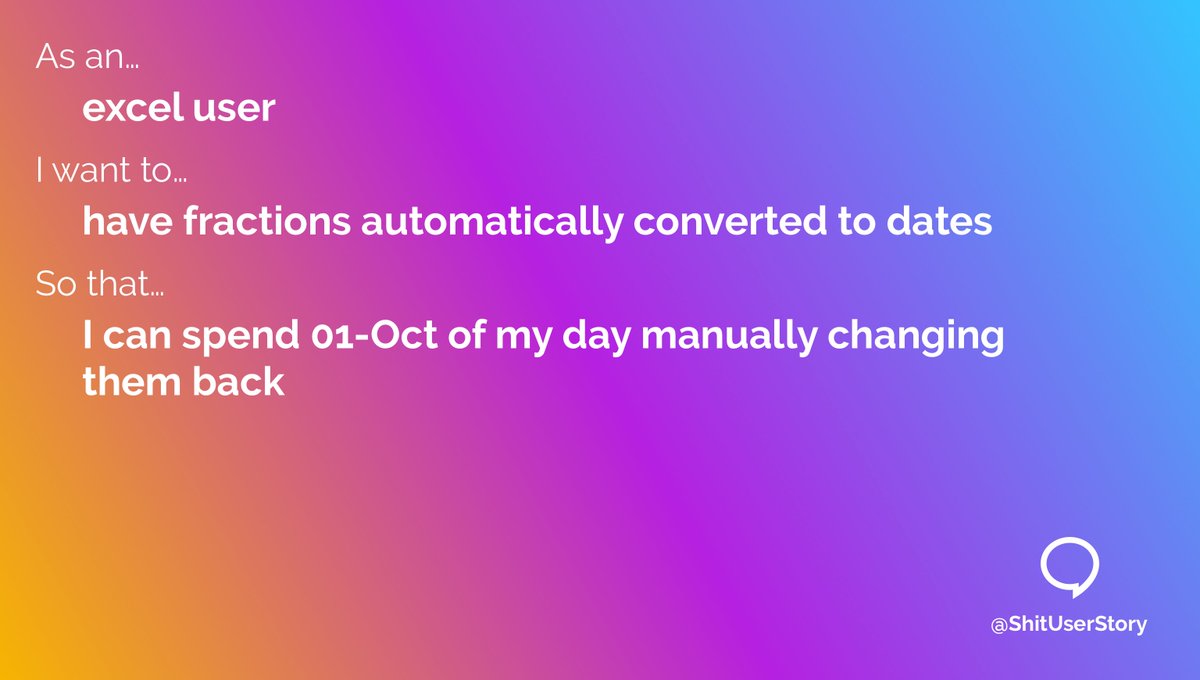 As an…
excel user
I want to…
have fractions automatically converted to dates
So that…
I can spend 01-Oct of my day manually changing
them back
@ShitUserStory